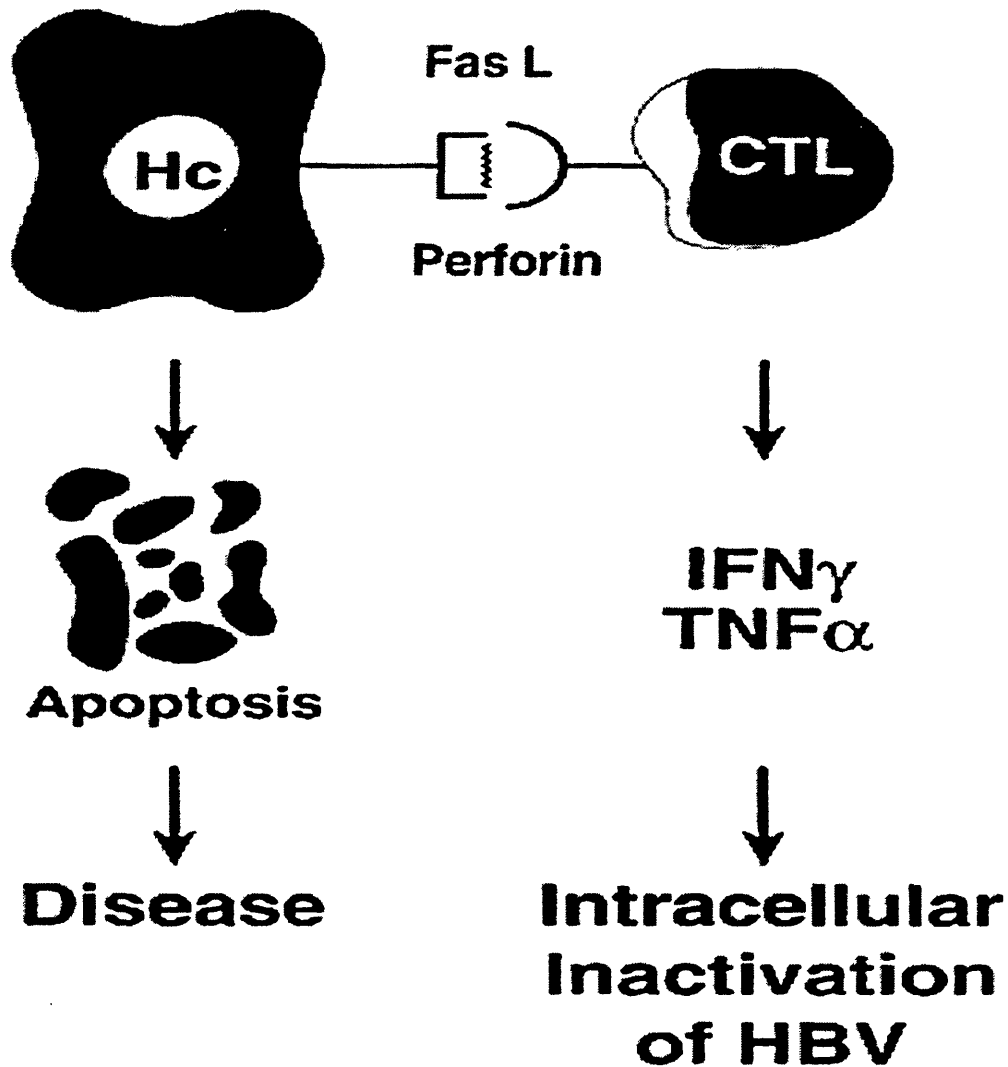 Fas L
Hc
CTL
Perforin
IFNγ
TNFα
Apoptosis
Disease
Intracellular
Inactivation
of HBV